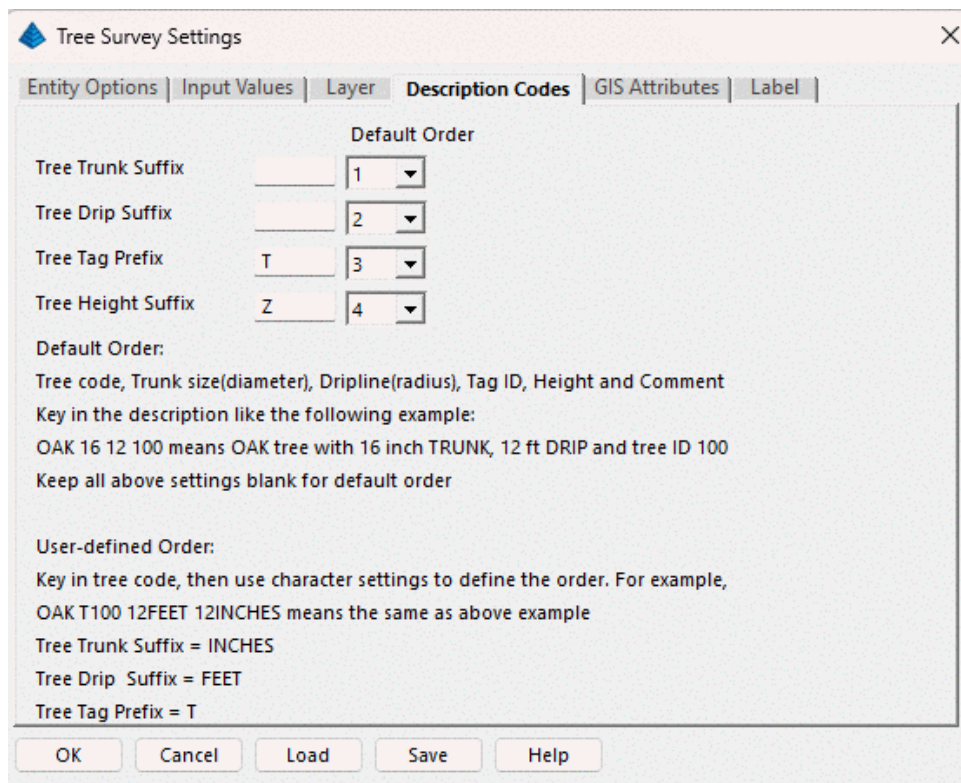 Tree Survey Settings
Entity Options Input Values Layer Description Codes GIS Attributes Label
Default Order
Tree Trunk Suffix 1
Tree Drip Suffix 2
Tree Tag Prefix T 3
Tree Height Suffix Z 4
Default Order:
Tree code, Trunk size(diameter), Dripline(radius), Tag ID, Height and Comment
Key in the description like the following example:
OAK 16 12 100 means OAK tree with 16 inch TRUNK, 12 ft DRIP and tree ID 100
Keep all above settings blank for default order
User-defined Order:
Key in tree code, then use character settings to define the order. For example,
OAK T100 12FEET 12INCHES means the same as above example
Tree Trunk Suffix = INCHES
Tree Drip Suffix = FEET
Tree Tag Prefix = T
OK Cancel Load Save Help